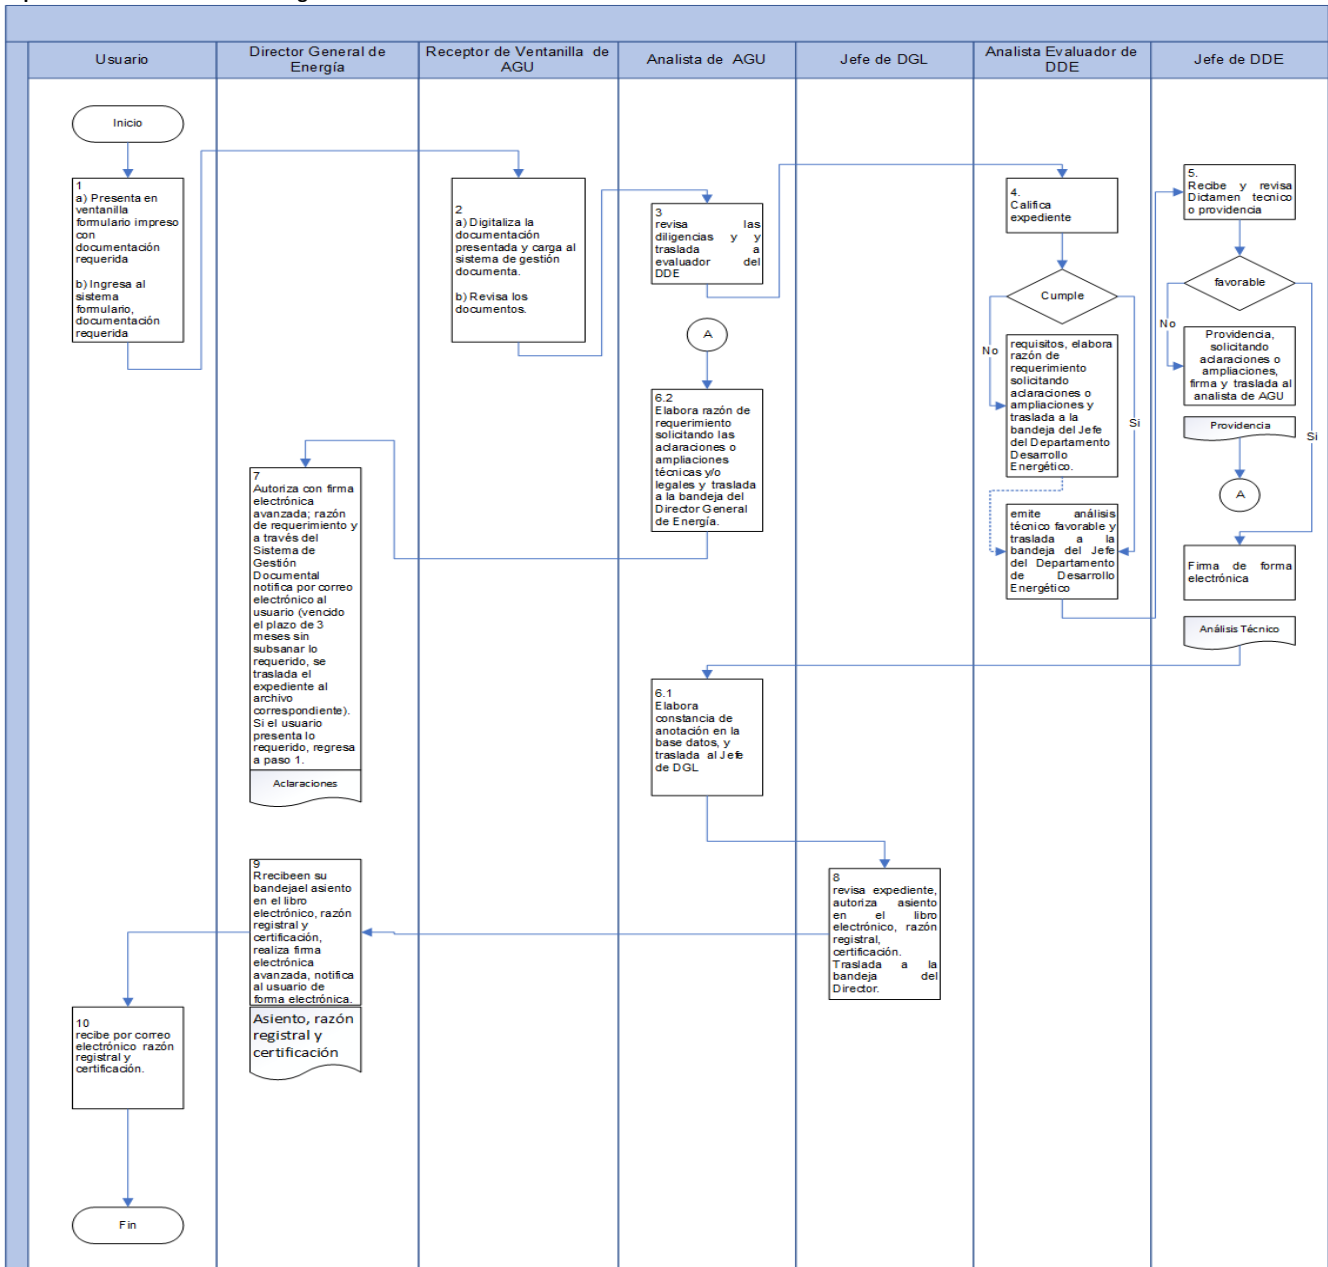 Usuario
Director General de
Energía
Receptor de Ventanilla de
AGU
Analista de AGU
Jefe de DGL
Analista Evaluador de
DDE
Jefe de DDE
Inicio
1
a) Presenta en
ventanilla
formulario impreso
con
documentación
requerida
b) Ingresa al
sistema
formulario,
documentación
requerida
2
a) Digitaliza la
documentación
presentada y carga al
sistema de gestión
documenta.
b) Revisa los
documentos.
3
revisa las
diligencias y y
traslada a
evaluador del
DDE
4.
Califica
expediente
Cumple
No
Si
requisitos, elabora
razón de
requerimiento
solicitando
aclaraciones o
ampliaciones y
traslada a la
bandeja del Jefe
del Departamento
Desarrollo
Energético.
emite análisis
técnico favorable y
traslada a la
bandeja del Jefe
del Departamento
de Desarrollo
Energético
5.
Recibe y revisa
Dictamen tecnico
o providencia
favorable
No
Si
Providencia,
solicitando
aclaraciones o
ampliaciones,
firma y traslada al
analista de AGU
Providencia
A
Firma de forma
electrónica
Análisis Técnico
A
6.2
Elabora razón de
requerimiento
solicitando las
aclaraciones o
ampliaciones
técnicas y/o
legales y traslada
a la bandeja del
Director General
de Energía.
7
Autoriza con firma
electrónica
avanzada; razón
de requerimiento y
a través del
Sistema de
Gestión
Documental
notifica por correo
electrónico al
usuario (vencido
el plazo de 3
meses sin
subsanar lo
requerido, se
traslada el
expediente al
archivo
correspondiente).
Si el usuario
presenta lo
requerido, regresa
a paso 1.
Aclaraciones
6.1
Elabora
constancia de
anotación en la
base datos, y
traslada al Jefe
de DGL
8
revisa expediente,
autoriza asiento
en el libro
electrónico, razón
registral,
certificación.
Traslada a la
bandeja del
Director.
9
Rrecibeen su
bandejael asiento
en el libro
electrónico, razón
registral y
certificación,
realiza firma
electrónica
avanzada, notifica
al usuario de
forma electrónica.
Asiento, razón
registral y
certificación
10
recibe por correo
electrónico razón
registral y
certificación.
Fin